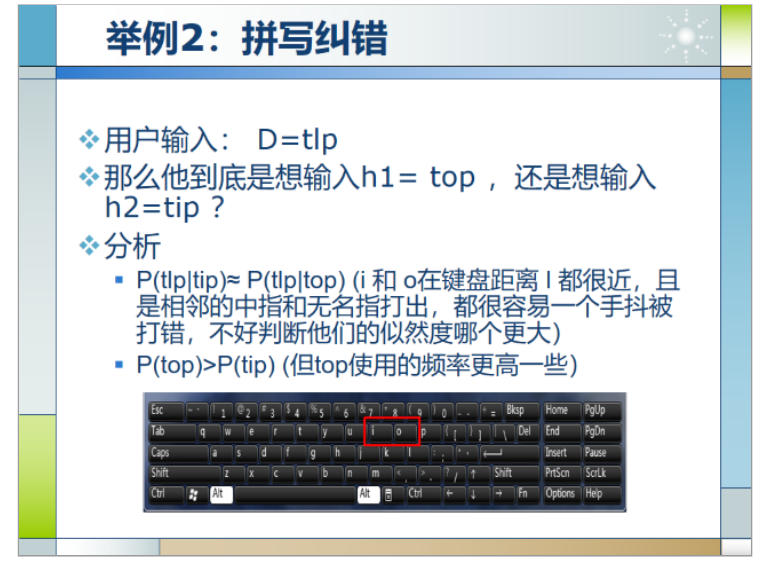 举例2：拼写纠错
用户输入： D=tlp
那么他到底是想输入h1= top ，还是想输入
h2=tip ？
分析
P(tlp|tip)≈ P(tlp|top) (i 和 o在键盘距离 l 都很近，且
是相邻的中指和无名指打出，都很容易一个手抖被
打错，不好判断他们的似然度哪个更大）
P(top)>P(tip) (但top使用的频率更高一些）
Esc ~ ` ! 1 @ 2 # 3 $ 4 % 5 ^ 6 & 7 * 8 ( 9 ) 0 _ - + = Bksp Home PgUp
Tab q w e r t y u i o p { [ } ] | \ Del End PgDn
Caps a s d f g h j k l : ; " ' Insert Pause
Shift z x c v b n m < , > . ? / ↑ Shift PrtScn ScrLk
Ctrl Alt Alt Ctrl ← ↓ → Fn Options Help